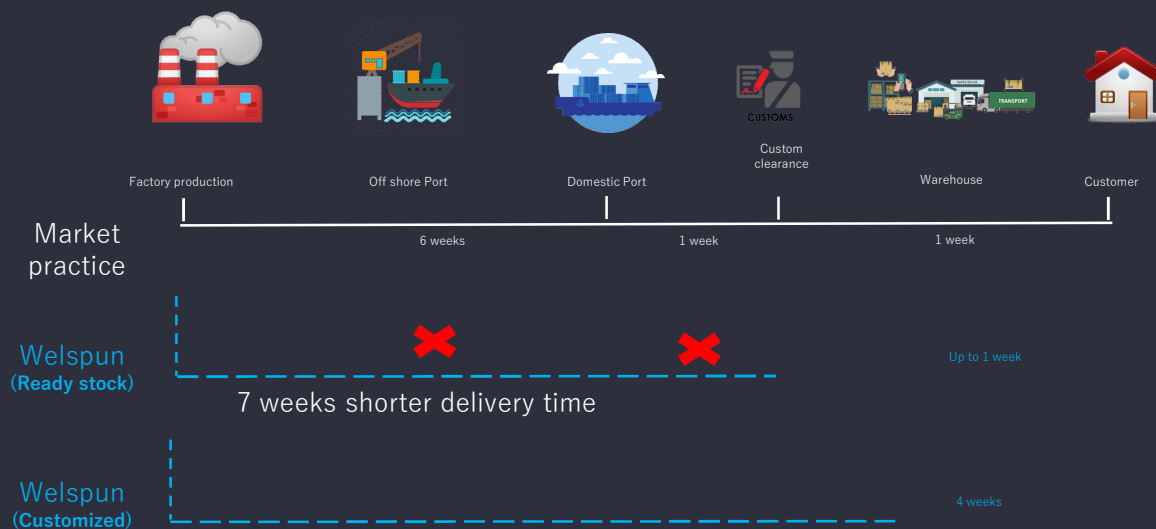 CUSTOMS
WAREHOUSE
TRANSPORT
Custom
clearance
Factory production
Off shore Port
Domestic Port
Warehouse
Customer
Market
practice
6 weeks
1 week
1 week
Welspun
(Ready stock)
Up to 1 week
7 weeks shorter delivery time
Welspun
(Customized)
4 weeks